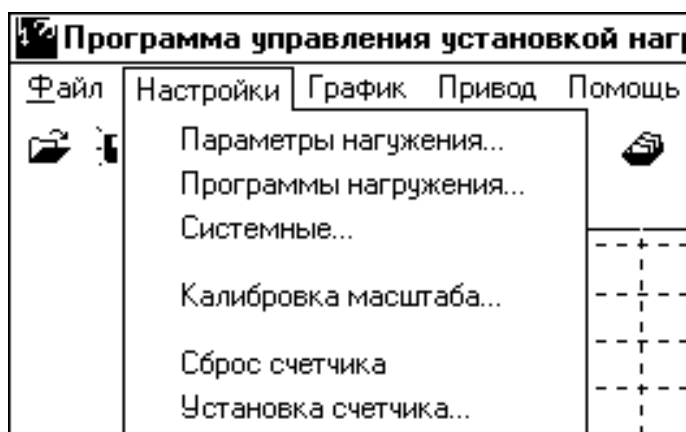 Программа управления установкой наг
Файл Настройки График Привод Помощь
Параметры нагужения...
Программы нагружения...
Системные...
Калибровка масштаба...
Сброс счетчика
Установка счетчика...